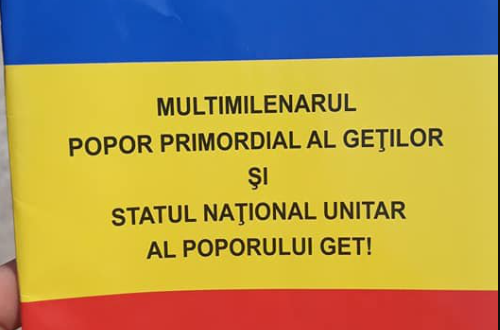 MULTIMILENARUL
POPOR PRIMORDIAL AL GEŢILOR
ŞI
STATUL NAŢIONAL UNITAR
AL POPORULUI GET!